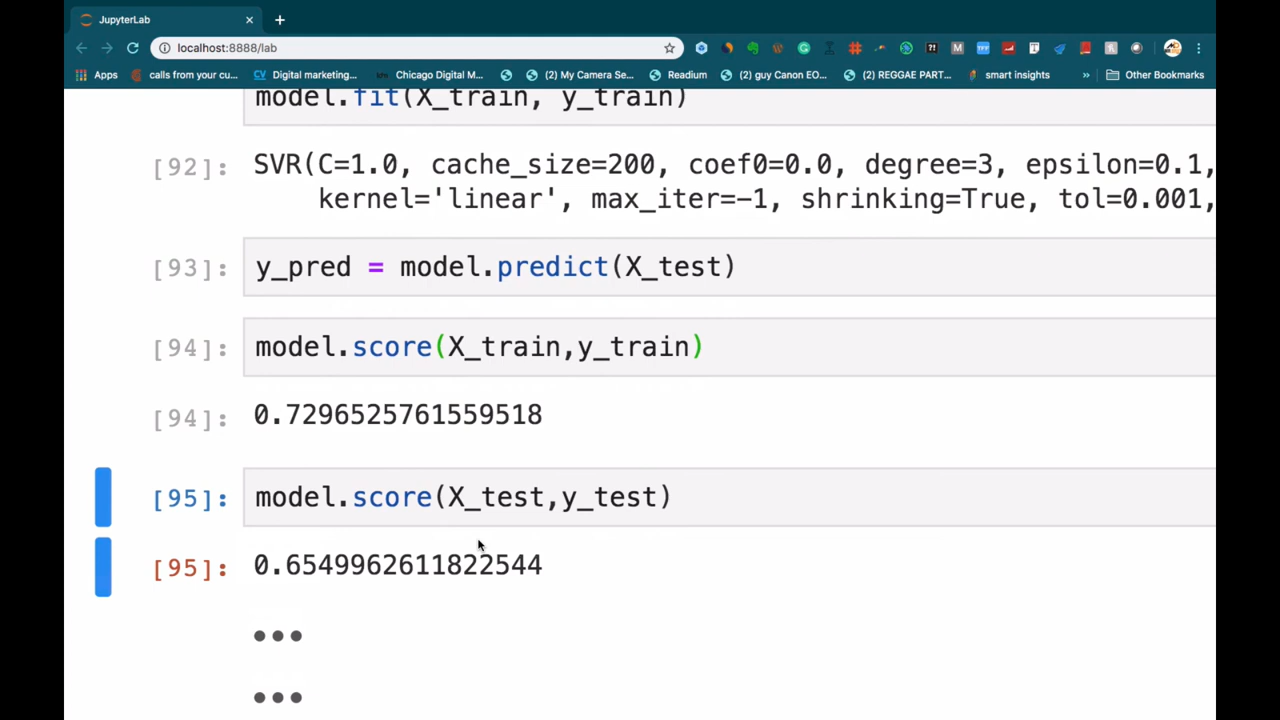 JupyterLab
localhost:8888/lab
Apps calls from your cu... CV Digital marketing... Chicago Digital M... (2) My Camera Se... Readium (2) guy Canon EO... (2) REGGAE PART... smart insights » Other Bookmarks
model.fit(X_train, y_train)
[92]: SVR(C=1.0, cache_size=200, coef0=0.0, degree=3, epsilon=0.1,
kernel='linear', max_iter=-1, shrinking=True, tol=0.001,
[93]: y_pred = model.predict(X_test)
[94]: model.score(X_train,y_train)
[94]: 0.7296525761559518
[95]: model.score(X_test,y_test)
[95]: 0.6549962611822544